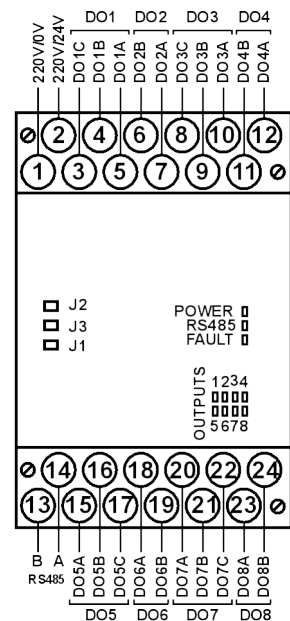 DO1 DO2 DO3 DO4
220V/0V
220V/24V
DO1C
DO1B
DO1A
DO2B
DO2A
DO3C
DO3B
DO3A
DO4B
DO4A
2 4 6 8 10 12
1 3 5 7 9 11
J2
J3
J1
POWER
RS485
FAULT
OUTPUTS
1234
5678
14 16 18 20 22 24
13 15 17 19 21 23
B A
RS485
DO5A
DO5B
DO5C
DO6A
DO6B
DO7A
DO7B
DO7C
DO8A
DO8B
DO5 DO6 DO7 DO8